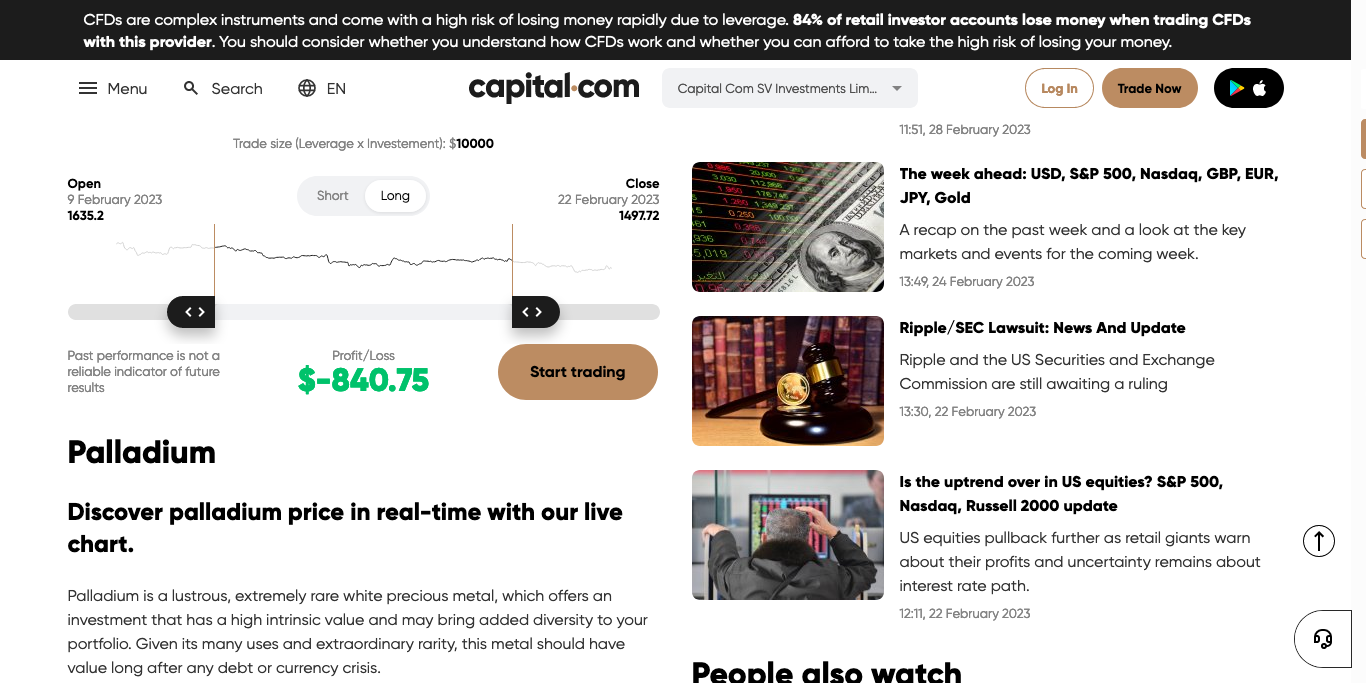 CFDs are complex instruments and come with a high risk of losing money rapidly due to leverage. 84% of retail investor accounts lose money when trading CFDs
with this provider. You should consider whether you understand how CFDs work and whether you can afford to take the high risk of losing your money.
Menu
Search
EN
capital.com
Capital Com SV Investments Lim...
Log In
Trade Now
Trade size (Leverage x Investement): $10000
Open
9 February 2023
1635.2
Short
Long
Close
22 February 2023
1497.72
Past performance is not a
reliable indicator of future
results
Profit/Loss
$-840.75
Start trading
Palladium
Discover palladium price in real-time with our live
chart.
Palladium is a lustrous, extremely rare white precious metal, which offers an
investment that has a high intrinsic value and may bring added diversity to your
portfolio. Given its many uses and extraordinary rarity, this metal should have
value long after any debt or currency crisis.
11:51, 28 February 2023
The week ahead: USD, S&P 500, Nasdaq, GBP, EUR,
JPY, Gold
A recap on the past week and a look at the key
markets and events for the coming week.
13:49, 24 February 2023
Ripple/SEC Lawsuit: News And Update
Ripple and the US Securities and Exchange
Commission are still awaiting a ruling
13:30, 22 February 2023
Is the uptrend over in US equities? S&P 500,
Nasdaq, Russell 2000 update
US equities pullback further as retail giants warn
about their profits and uncertainty remains about
interest rate path.
12:11, 22 February 2023
People also watch